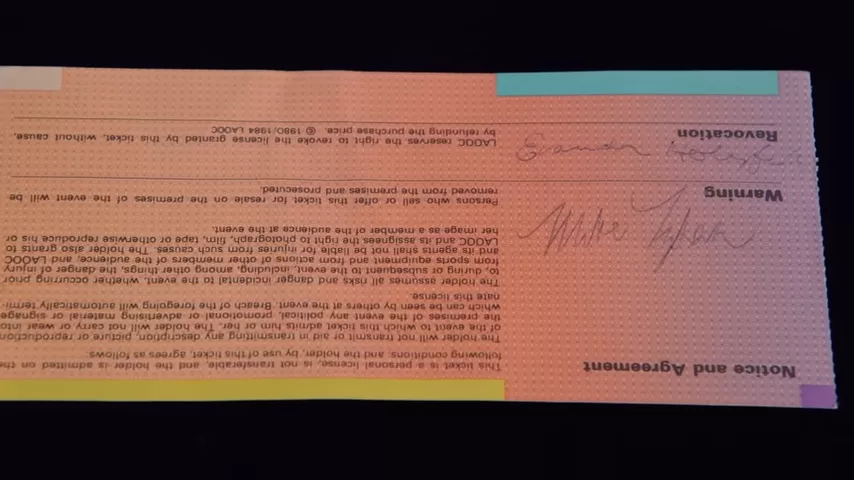 Notice and Agreement
This ticket is a personal license, is not transferable, and the holder is admitted on the
following conditions; and the holder, by use of this ticket, agrees as follows:
The holder will not transmit or aid in transmitting any description, picture or reproduction
of the event to which this ticket admits him or her. The holder will not carry or wear into
the premises of the event any political, promotional or advertising material or signage
which can be seen by others at the event. Breach of the foregoing will automatically termi-
nate this license.
The holder assumes all risks and danger incidental to the event, whether occurring prior
to, during or subsequent to the event, including, among other things, the danger of injury
from sports equipment and from actions of other members of the audience; and LAOOC
and its agents shall not be liable for injuries from such causes. The holder also grants to
LAOOC and its assignees the right to photograph, film, tape or otherwise reproduce his or
her image as a member of the audience at the event.
Warning
Persons who sell or offer this ticket for resale on the premises of the event will be
removed from the premises and prosecuted.
Revocation
LAOOC reserves the right to revoke the license granted by this ticket, without cause,
by refunding the purchase price. © 1980/1984 LAOOC
Evander Holyfield
Mike Tyson